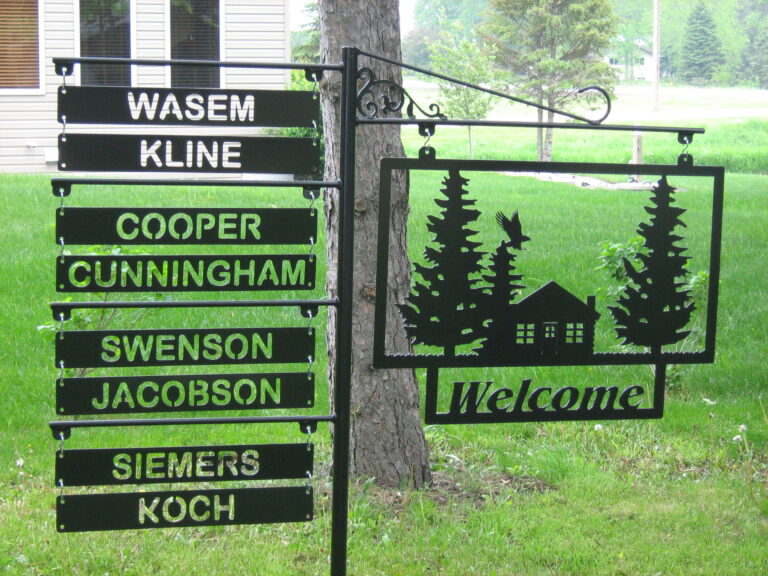 WASEM
KLINE
COOPER
CUNNINGHAM
SWENSON
JACOBSON
SIEMERS
KOCH
Welcome